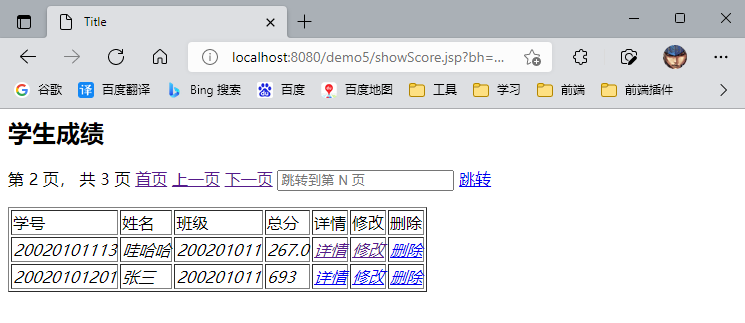 Title
localhost:8080/demo5/showScore.jsp?bh=...
谷歌 百度翻译 Bing 搜索 百度 百度地图 工具 学习 前端 前端插件
学生成绩
第 2 页， 共 3 页 首页 上一页 下一页 跳转到第 N 页 跳转
学号 姓名 班级 总分 详情 修改 删除
20020101113 哇哈哈 200201011 267.0 详情 修改 删除
20020101201 张三 200201011 693 详情 修改 删除